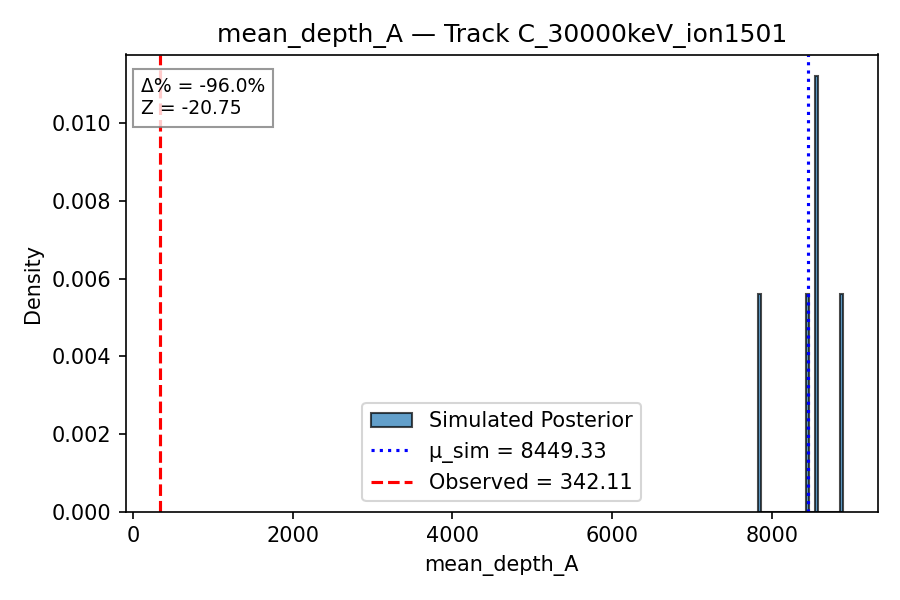 mean_depth_A — Track C_30000keV_ion1501
Δ% = -96.0%
Z = -20.75
0.010
0.008
0.006
0.004
0.002
0.000
Density
Simulated Posterior
μ_sim = 8449.33
Observed = 342.11
0 2000 4000 6000 8000
mean_depth_A